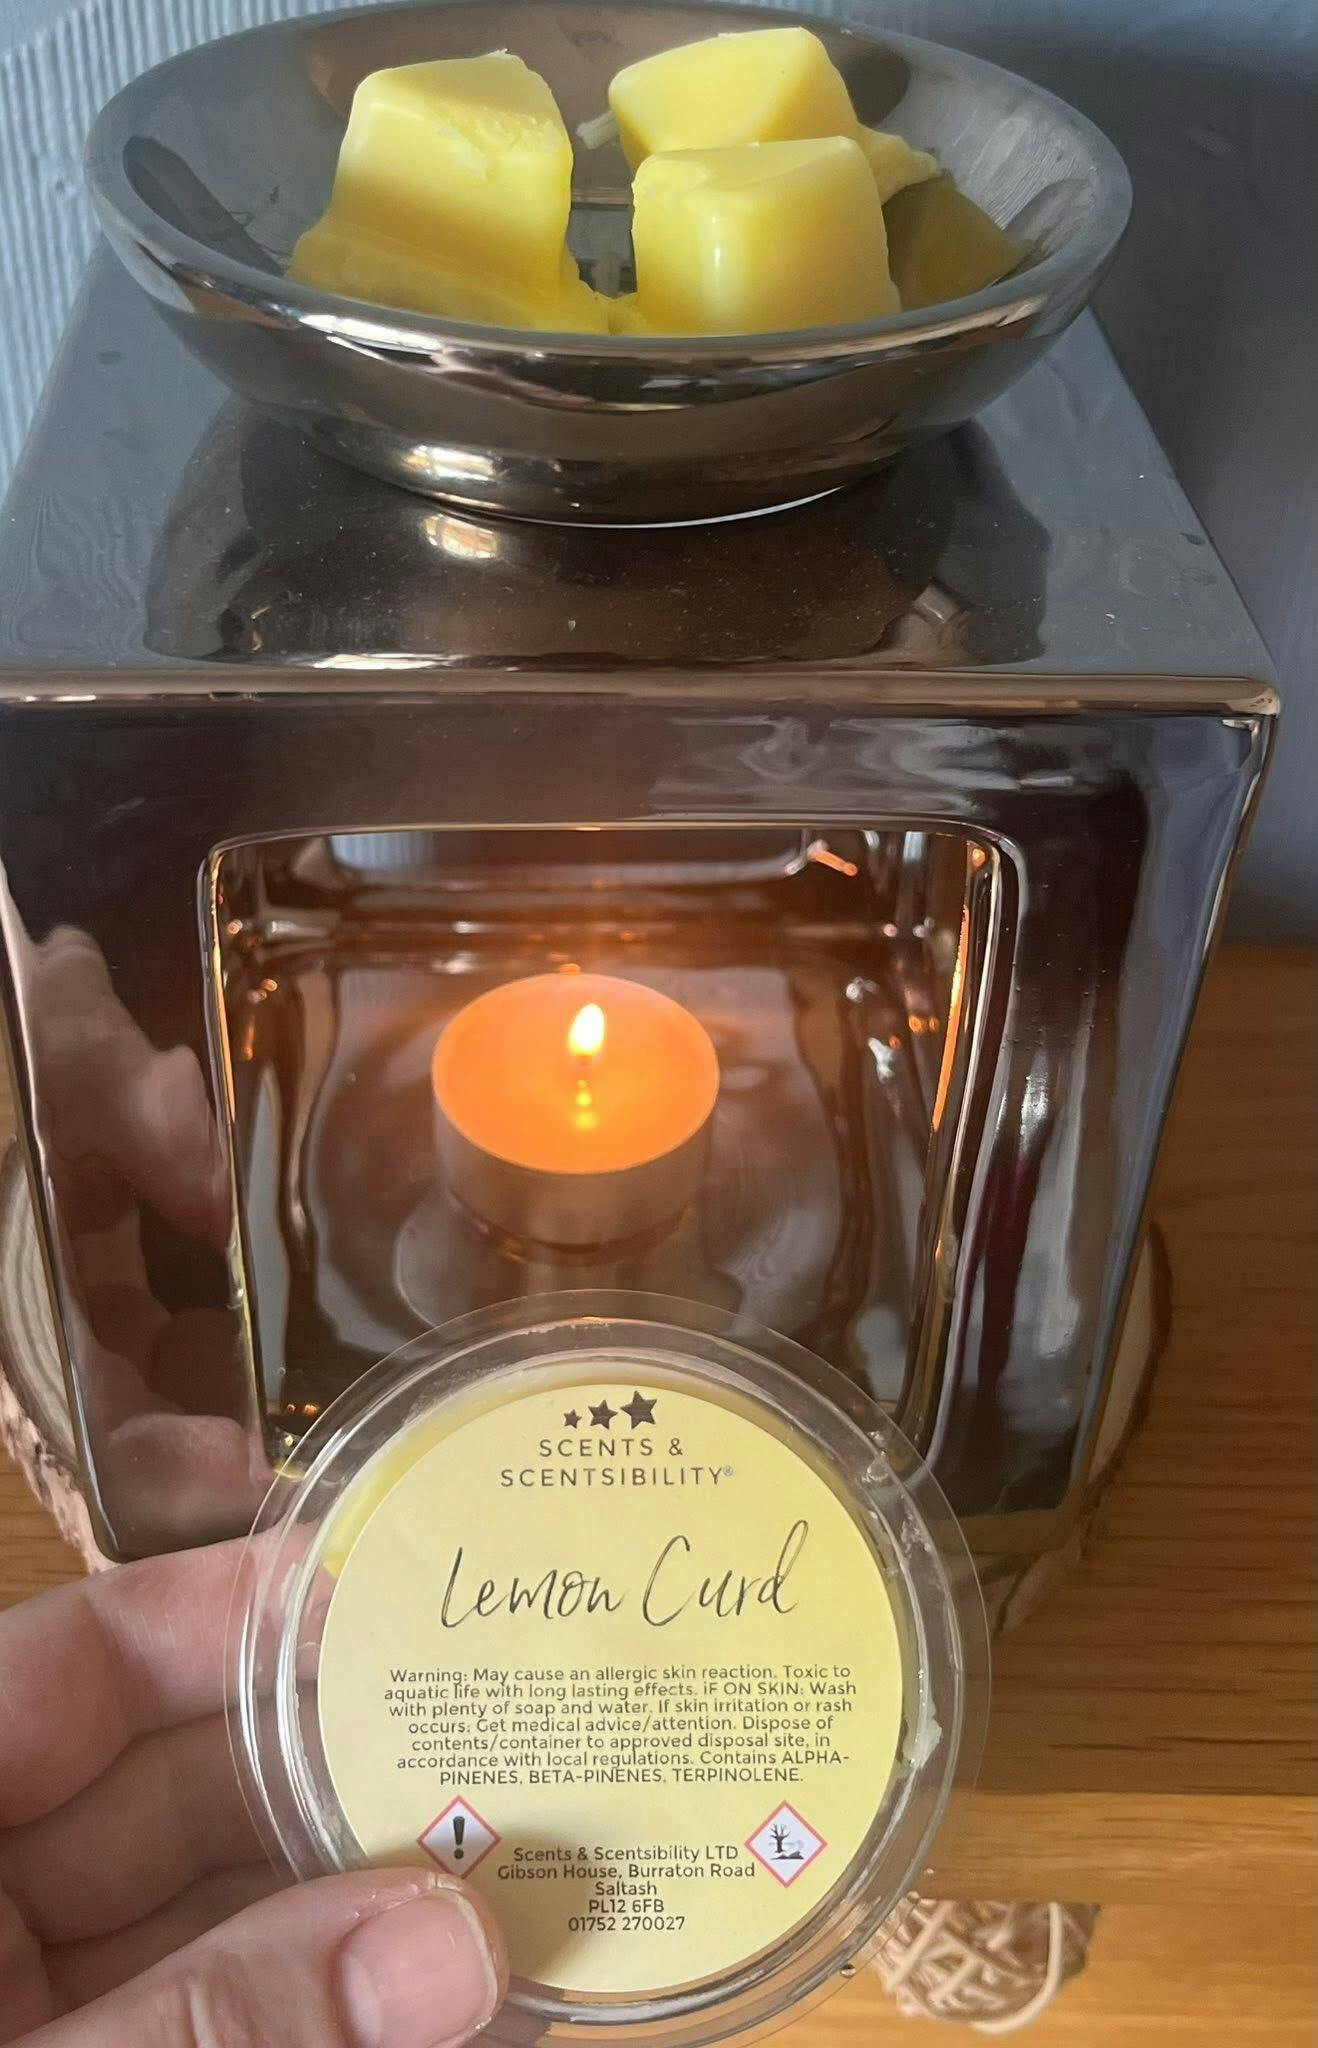 SCENTS &
SCENTSIBILITY®
Lemon Curd
Warning: May cause an allergic skin reaction. Toxic to
aquatic life with long lasting effects. iF ON SKIN: Wash
with plenty of soap and water. If skin irritation or rash
occurs: Get medical advice/attention. Dispose of
contents/container to approved disposal site, in
accordance with local regulations. Contains ALPHA-
PINENES, BETA-PINENES, TERPINOLENE.
Scents & Scentsibility LTD
Gibson House, Burraton Road
Saltash
PL12 6FB
01752 270027